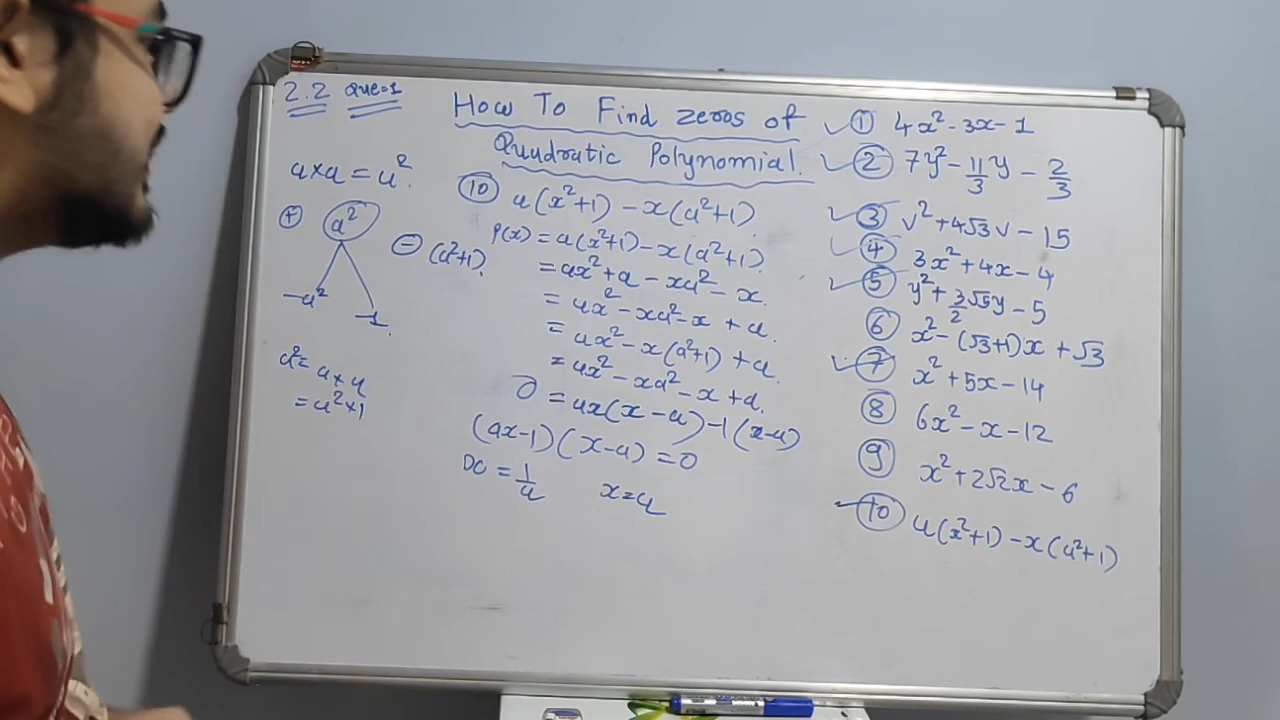 2.2 Que=1
How To Find zeros of
Quadratic Polynomial.
a×a = a².
+ a²
-a² -1.
= (a²+1).
a²= a×a
= a²×1
⑩ a(x²+1) - x(a²+1).
P(x) = a(x²+1) - x(a²+1).
= ax² + a - xa² - x.
= ax² - xa² - x + a.
= ax² - x(a²+1) + a.
= ax² - xa² - x + a.
0 = ax(x - a) - 1(x-a)
(ax-1)(x-a) = 0
x = 1/a x=a
✓① 4x² - 3x - 1
✓② 7y² - 11/3 y - 2/3
✓③ v² + 4√3v - 15
✓④ 3x² + 4x - 4
✓⑤ y² + 3/2 √5y - 5
⑥ x² - (√3+1)x + √3
✓⑦ x² + 5x - 14
⑧ 6x² - x - 12
⑨ x² + 2√2x - 6
✓⑩ a(x²+1) - x(a²+1)